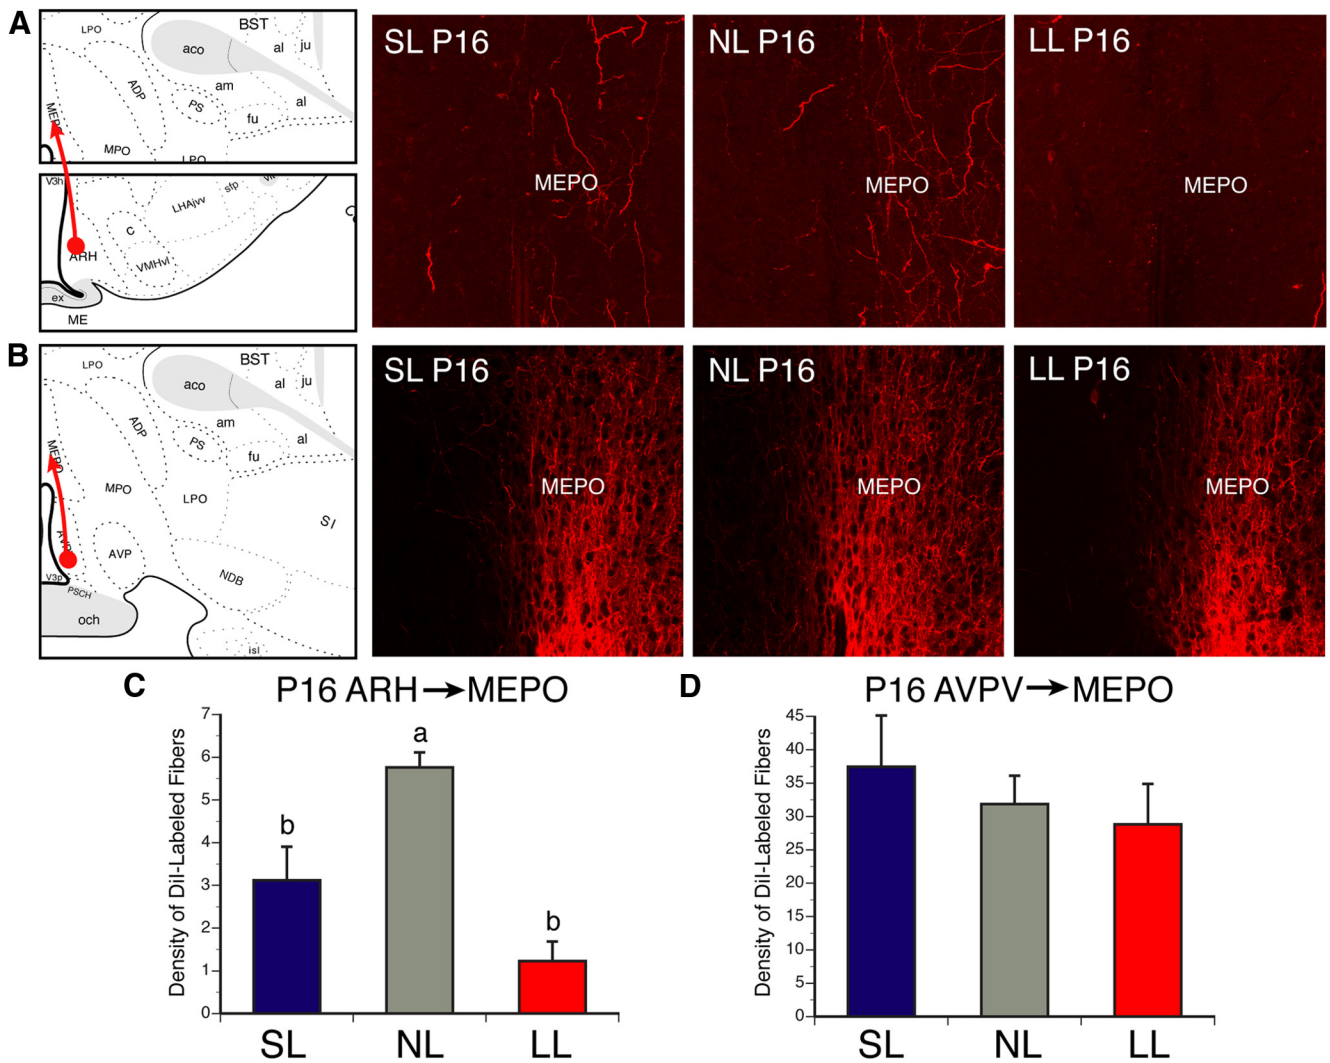 A
LPO
BST
aco
al
ju
ADP
am
PS
al
fu
MPO
LPO
V3h
sfp
LHAjvv
C
VMHvl
ARH
ex
ME
SL P16
MEPO
NL P16
MEPO
LL P16
MEPO
B
LPO
BST
aco
al
ju
ADP
am
al
PS
fu
MEPO
MPO
LPO
SI
AVP
NDB
V3p
PSCH
och
isl
SL P16
MEPO
NL P16
MEPO
LL P16
MEPO
C
P16 ARH→MEPO
Density of DiI-Labeled Fibers
7
6
5
4
3
2
1
0
b
a
b
SL NL LL
D
P16 AVPV→MEPO
Density of DiI-Labeled Fibers
45
40
35
30
25
20
15
10
5
0
SL NL LL